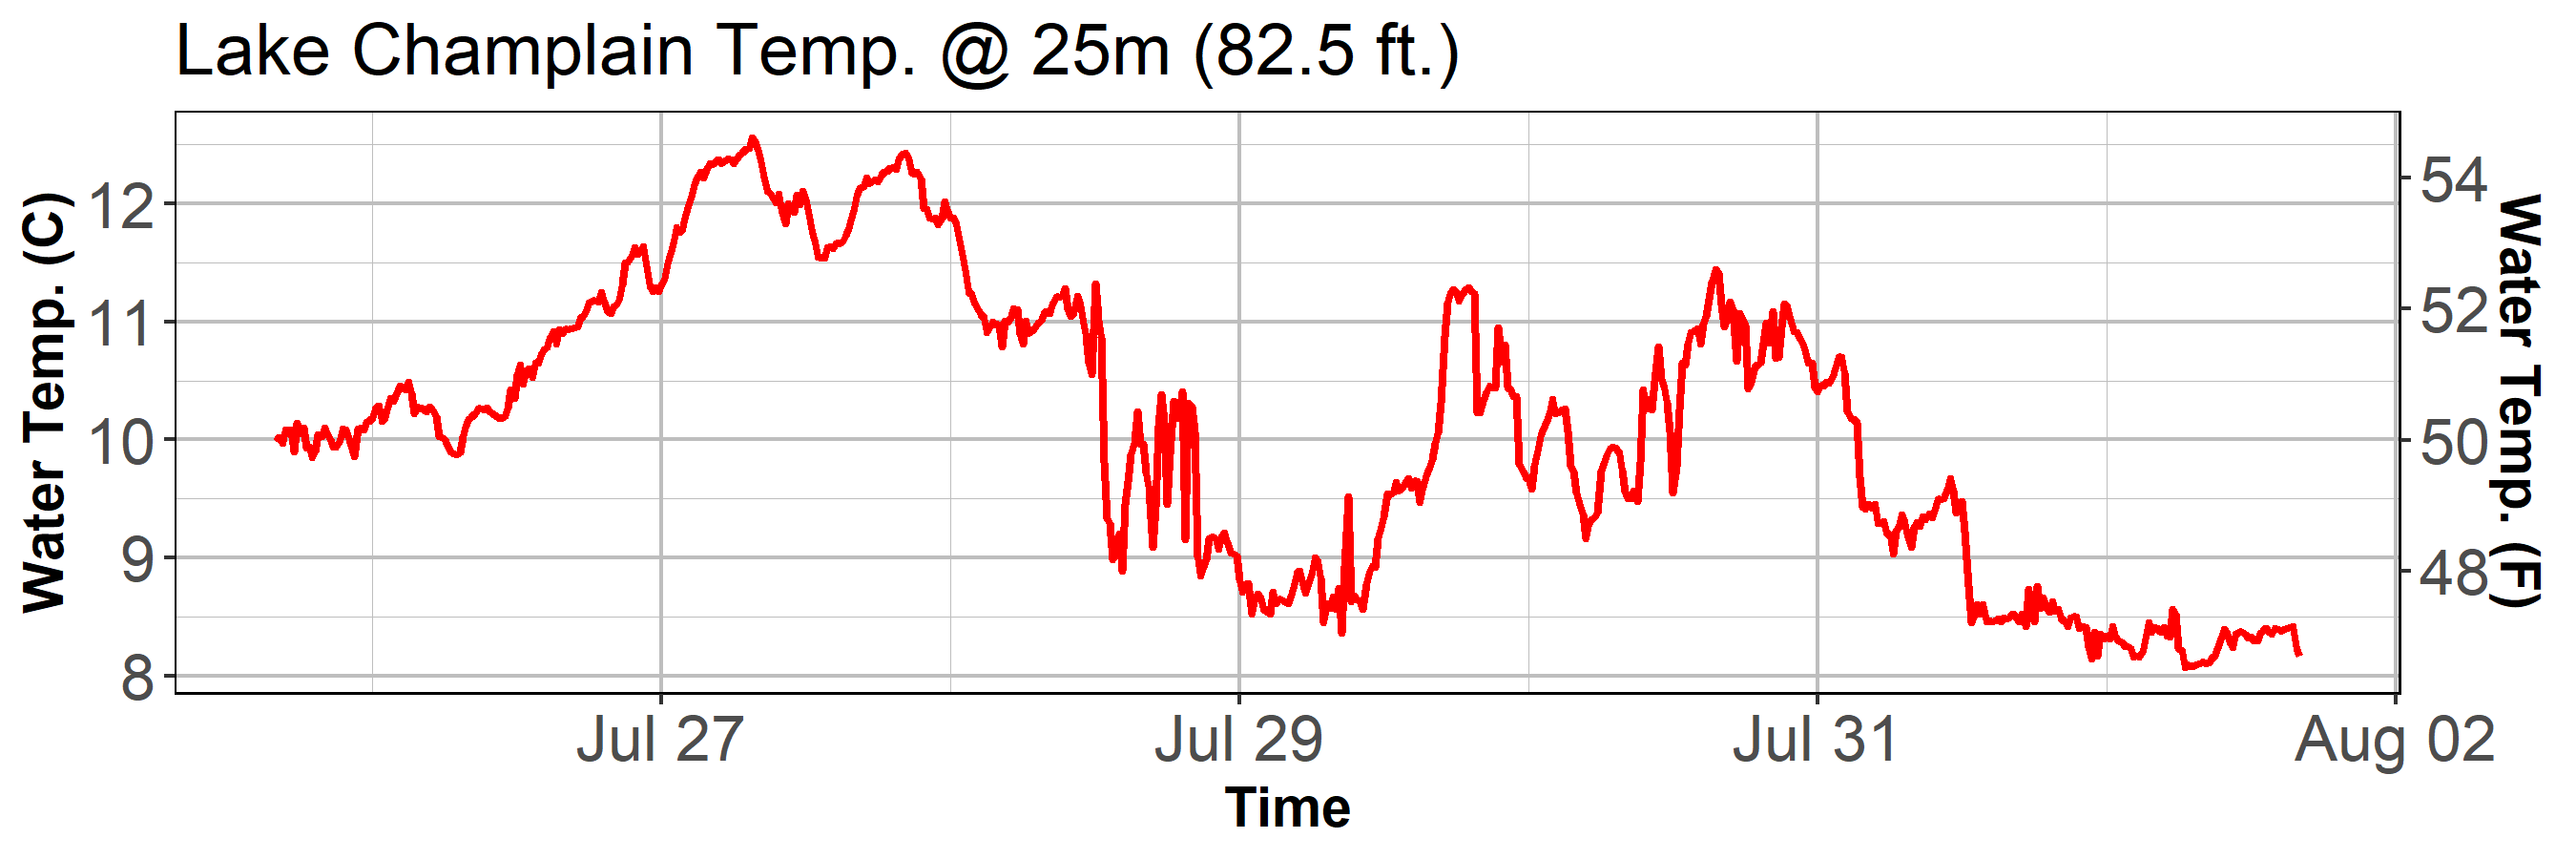 Lake Champlain Temp. @ 25m (82.5 ft.)
Water Temp. (C)
12
11
10
9
8
54
52
50
48
Water Temp. (F)
Jul 27
Jul 29
Jul 31
Aug 02
Time